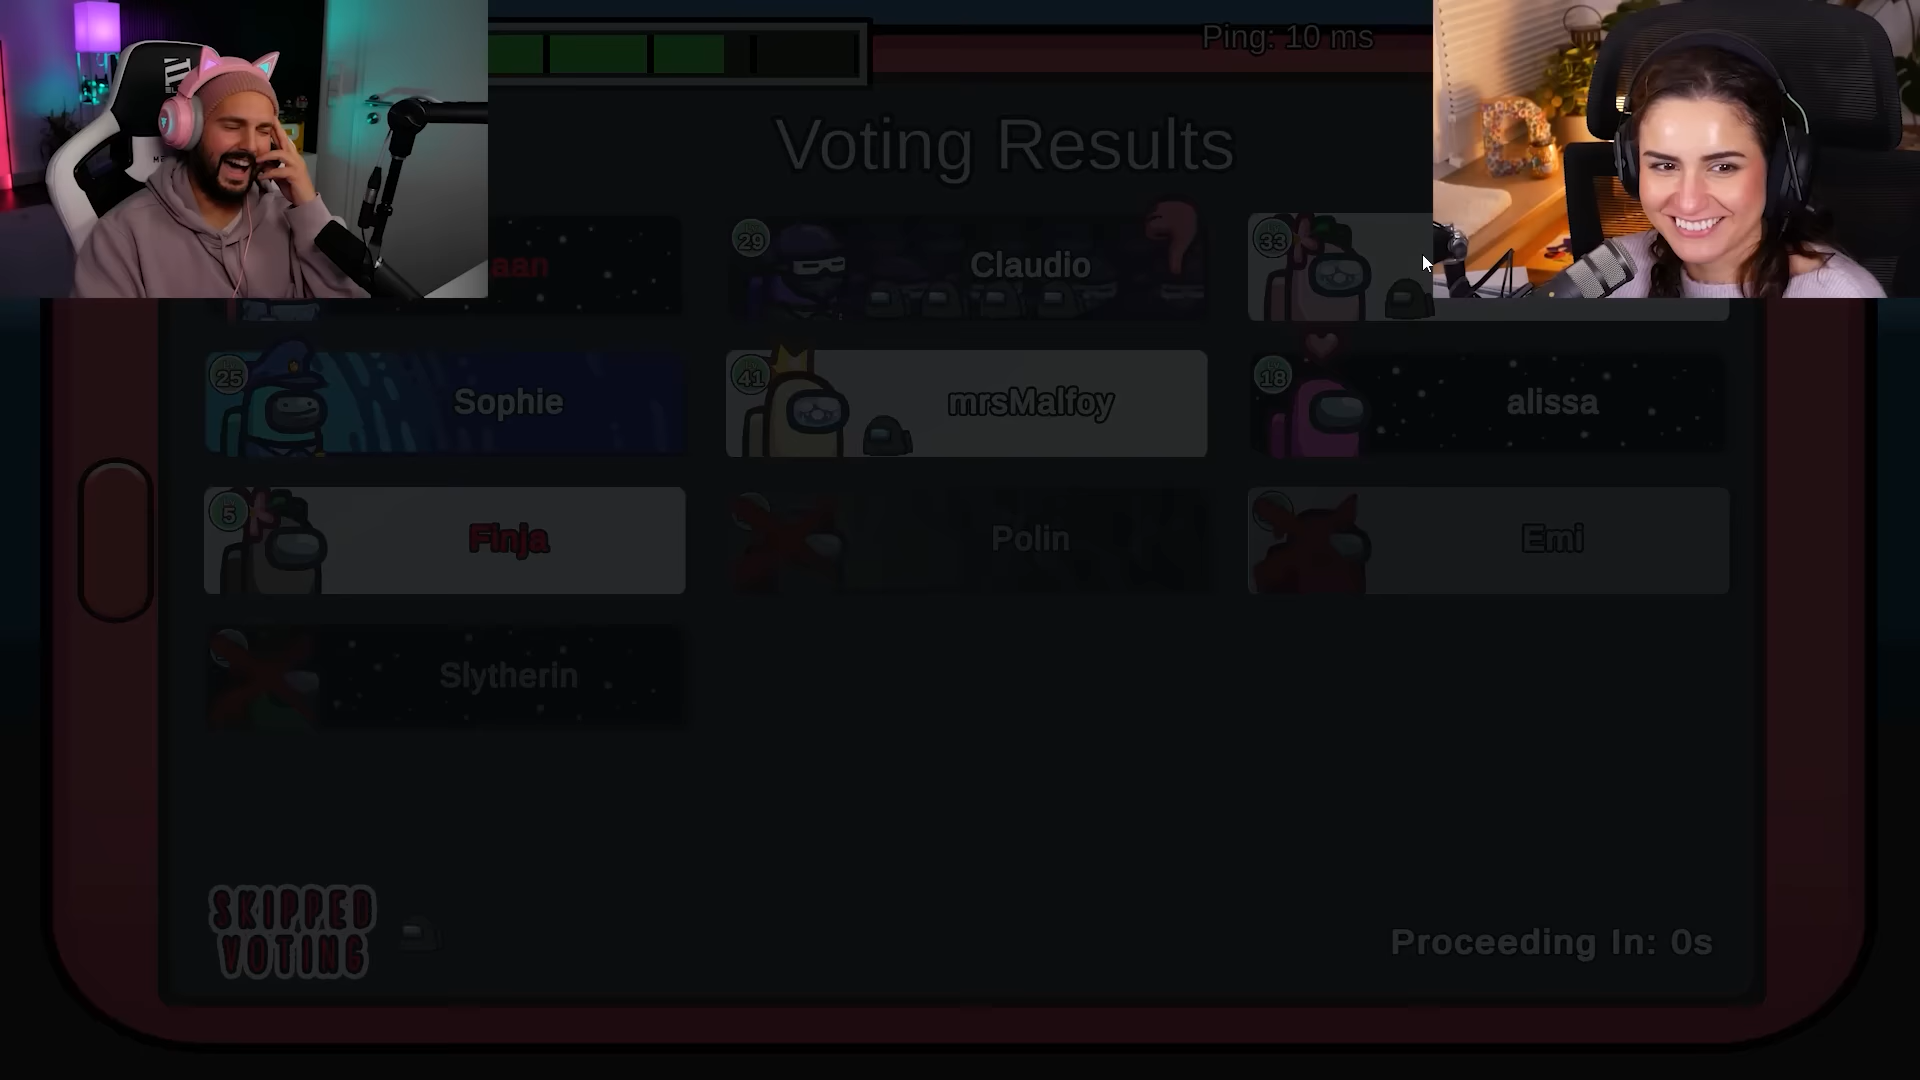 Ping: 10 ms
Voting Results
aan
29
Claudio
33
25
Sophie
41
mrsMalfoy
18
alissa
5
Finja
Polin
Emi
Slytherin
SKIPPED
VOTING
Proceeding In: 0s